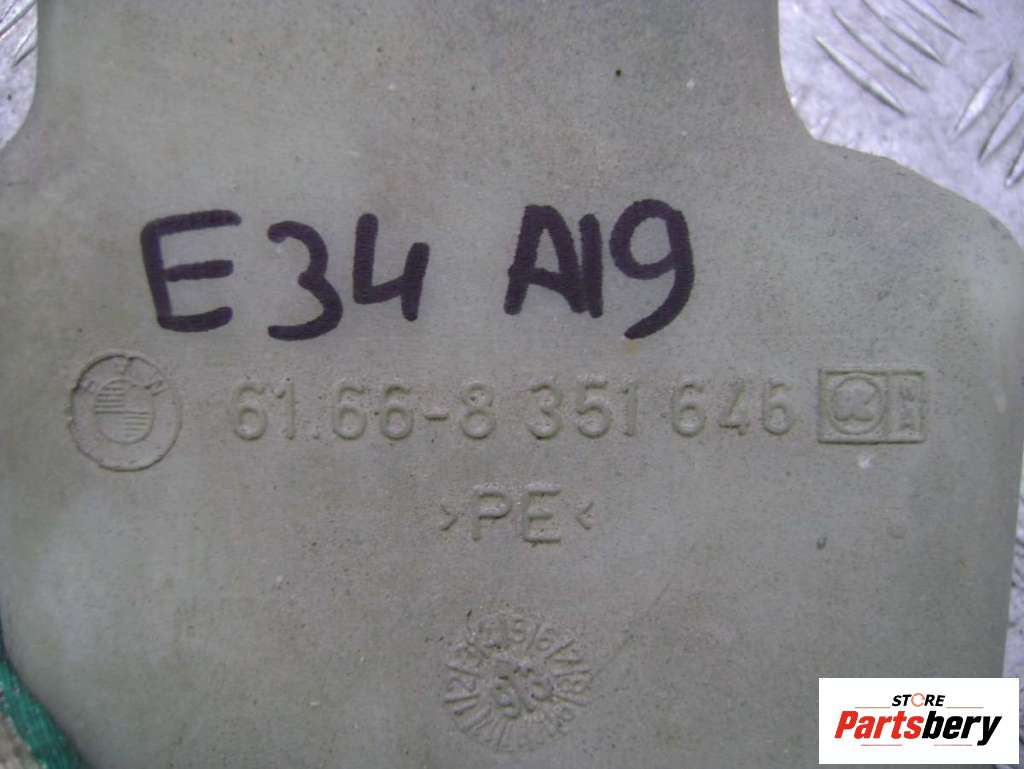 E34 A19
61.66-8 351 646
>PE<
STORE
Partsbery